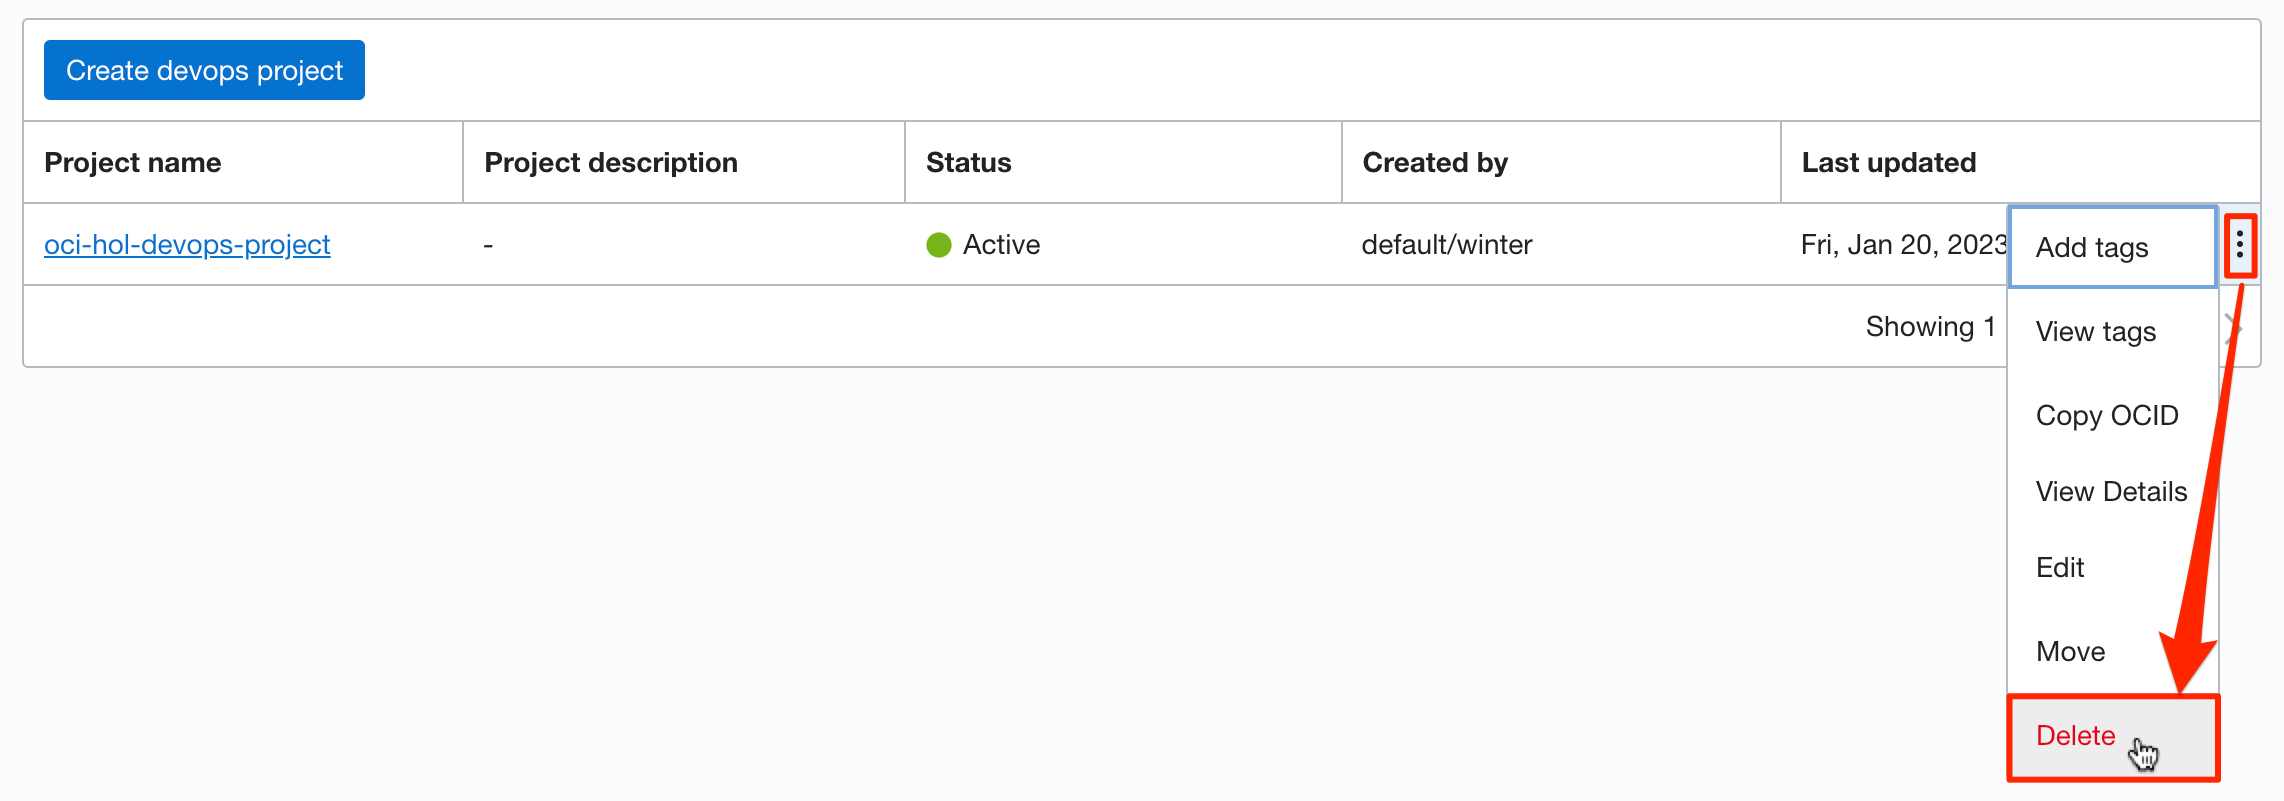 Create devops project
Project name Project description Status Created by Last updated
oci-hol-devops-project - Active default/winter Fri, Jan 20, 2023
Showing 1
Add tags
View tags
Copy OCID
View Details
Edit
Move
Delete